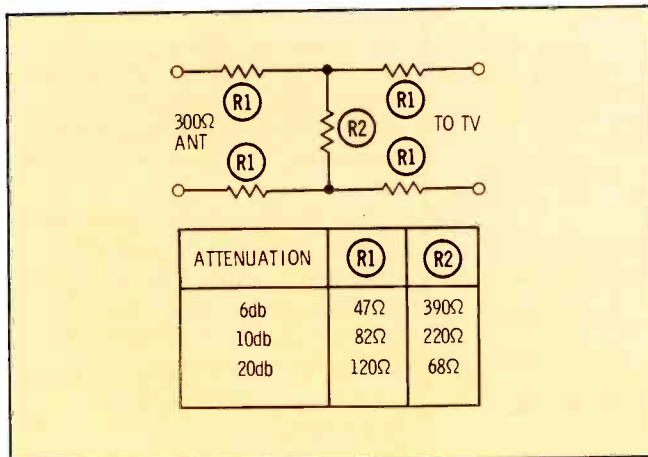 R1
R1
300Ω
ANT
R2
TO TV
R1
R1
ATTENUATION R1 R2
6db 47Ω 390Ω
10db 82Ω 220Ω
20db 120Ω 68Ω